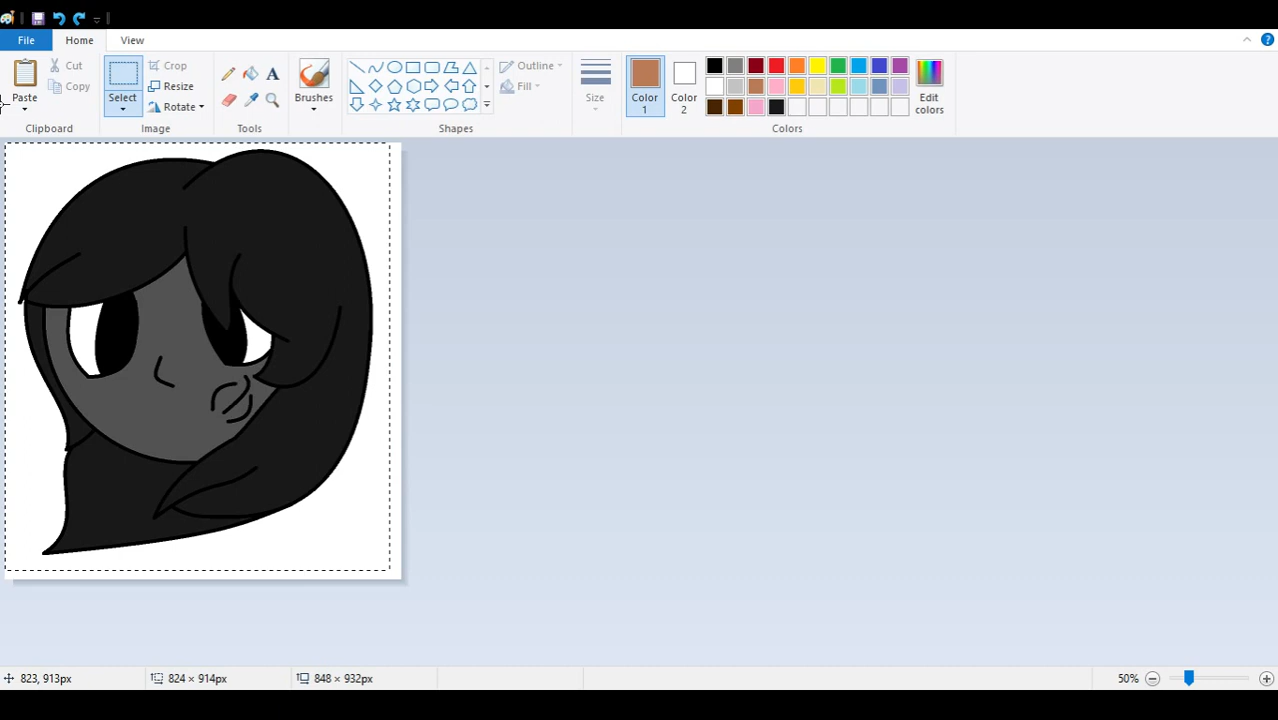 File Home View
Paste
Cut
Copy
Clipboard
Select
Crop
Resize
Rotate
Image
A
Tools
Brushes
Outline
Fill
Shapes
Size
Color
1
Color
2
Edit
colors
Colors
823, 913px 824 × 914px 848 × 932px 50%